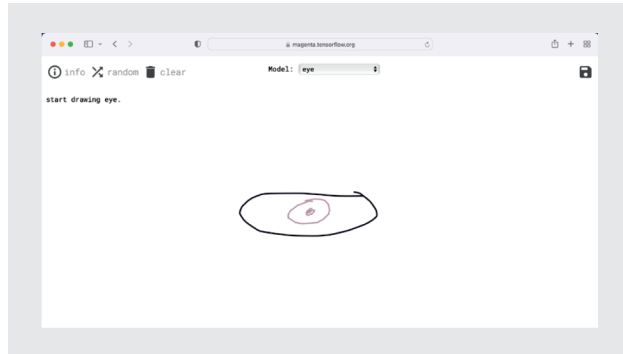 magenta.tensorflow.org
info random clear
Model: eye
start drawing eye.